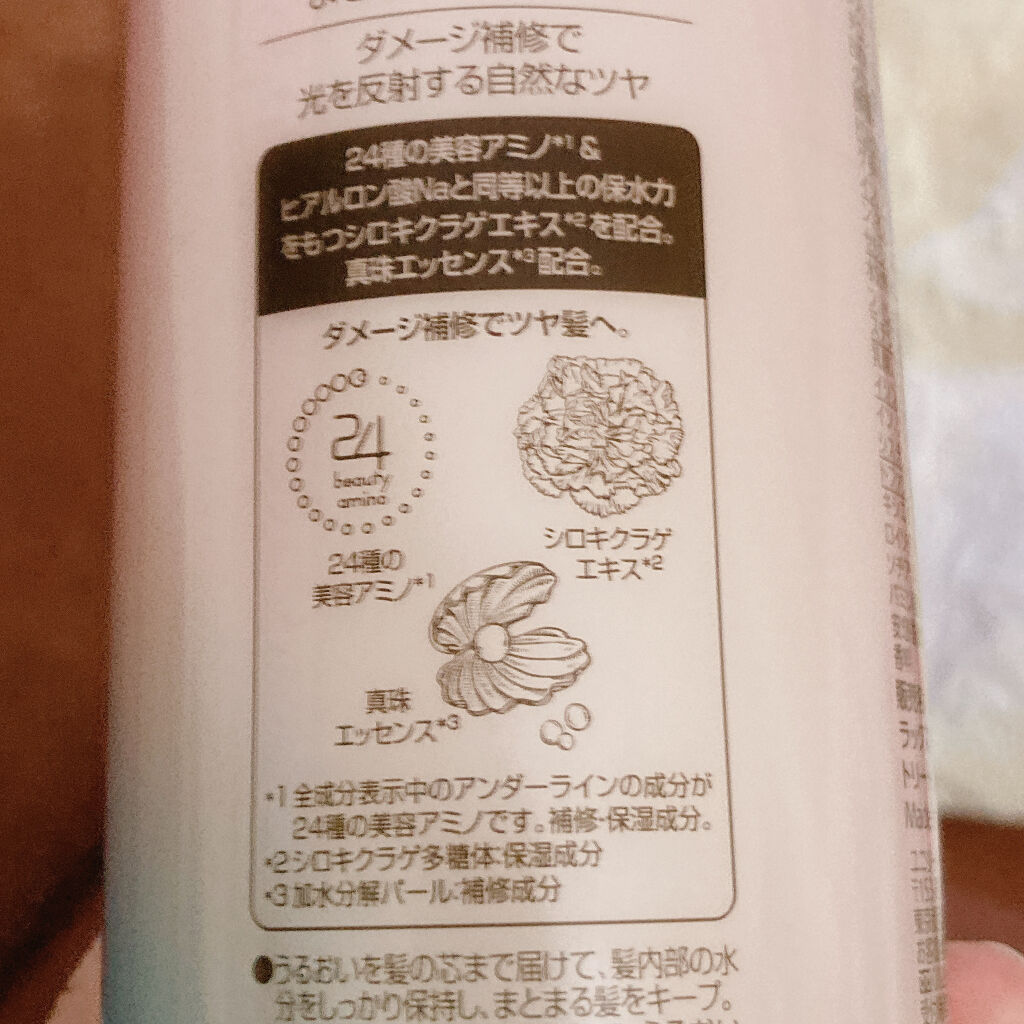 ダメージ補修で
光を反射する自然なツヤ
24種の美容アミノ*1&
ヒアルロン酸Naと同等以上の保水力
をもつシロキクラゲエキス*2を配合。
真珠エッセンス*3配合。
ダメージ補修でツヤ髪へ。
24
beauty
amino
24種の
美容アミノ*1
シロキクラゲ
エキス*2
真珠
エッセンス*3
*1 全成分表示中のアンダーラインの成分が
24種の美容アミノです。補修・保湿成分。
*2 シロキクラゲ多糖体:保湿成分
*3 加水分解パール:補修成分
●うるおいを髪の芯まで届けて、髪内部の水
分をしっかり保持し、まとまる髪をキープ。